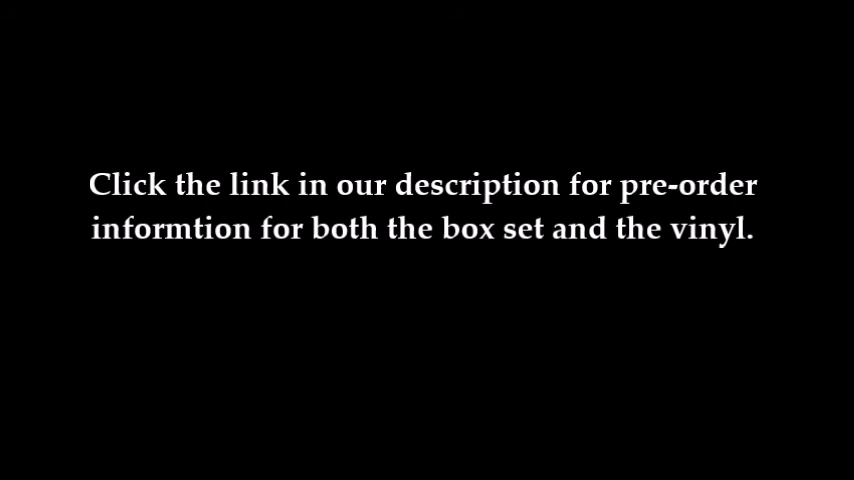 Click the link in our description for pre-order
informtion for both the box set and the vinyl.